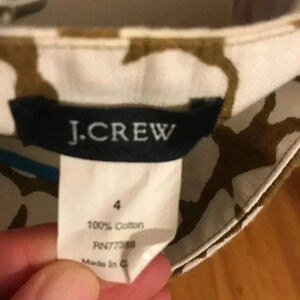 J.CREW
4
100% Cotton
RN77388
Made In C